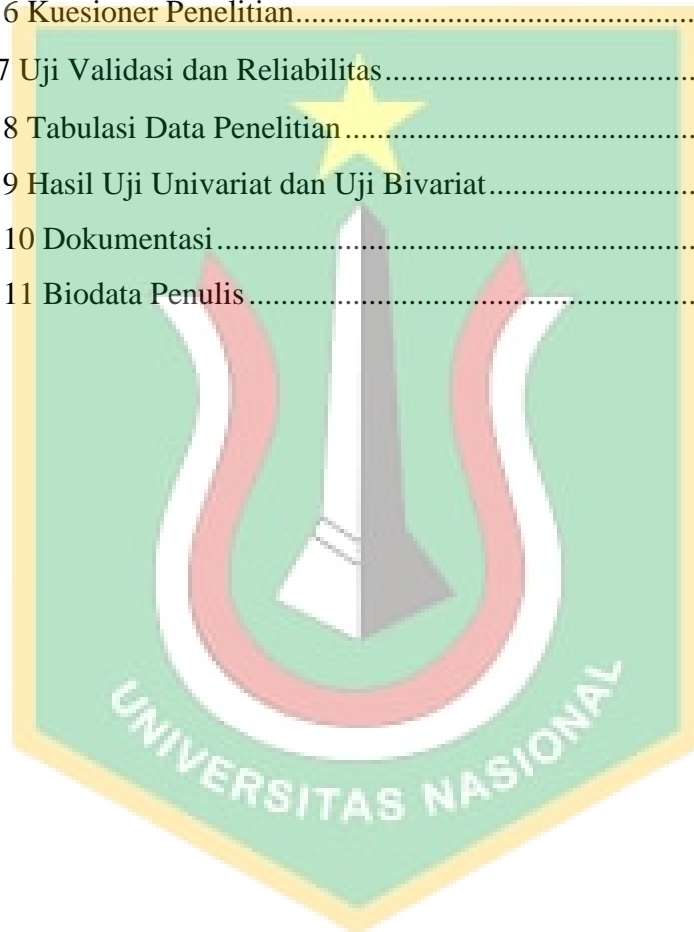 6 Kuesioner Penelitian........................................................
7 Uji Validasi dan Reliabilitas........................................
8 Tabulasi Data Penelitian.............................................
9 Hasil Uji Univariat dan Uji Bivariat...........................
10 Dokumentasi.............................................................
11 Biodata Penulis.........................................................
UNIVERSITAS NASIONAL